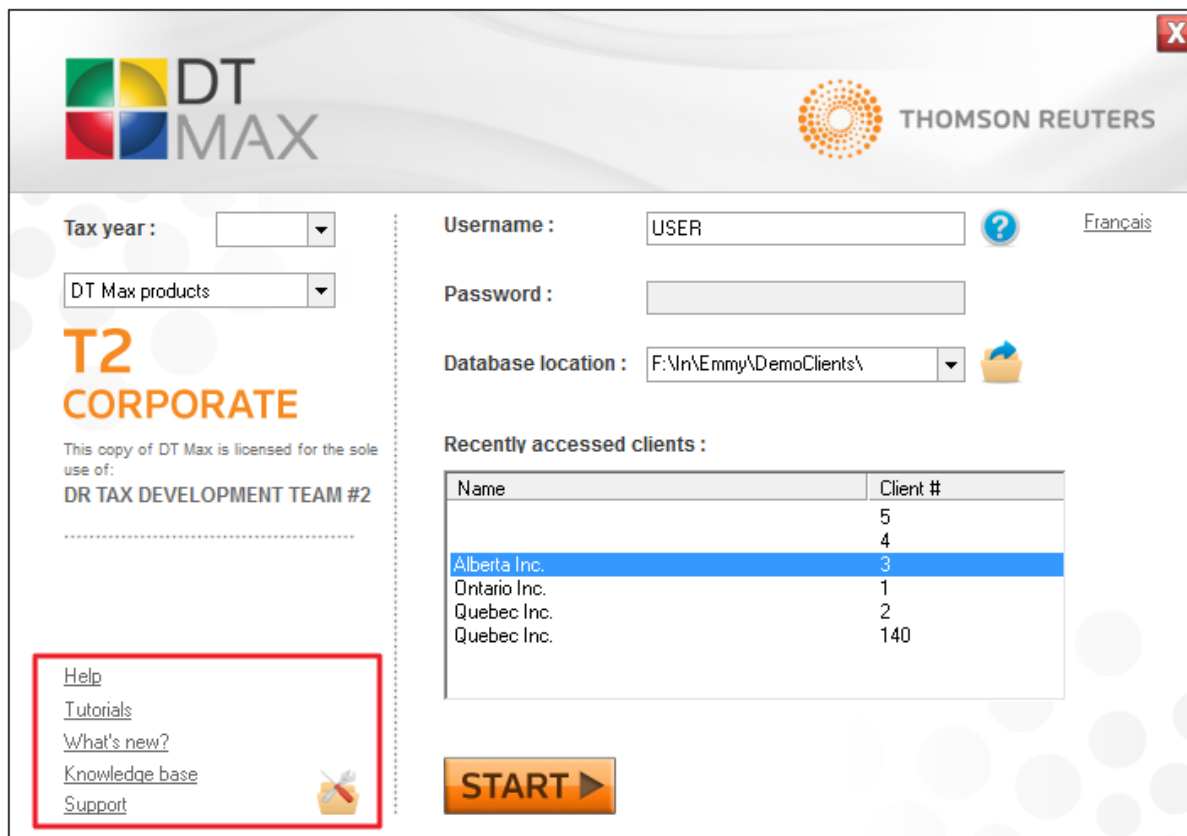 X
DT
MAX
THOMSON REUTERS
Tax year :
DT Max products
T2
CORPORATE
This copy of DT Max is licensed for the sole
use of:
DR TAX DEVELOPMENT TEAM #2
Help
Tutorials
What's new?
Knowledge base
Support
Username : USER
?
Français
Password :
Database location : F:\In\Emmy\DemoClients\
Recently accessed clients :
Name Client #
5
4
Alberta Inc. 3
Ontario Inc. 1
Quebec Inc. 2
Quebec Inc. 140
START